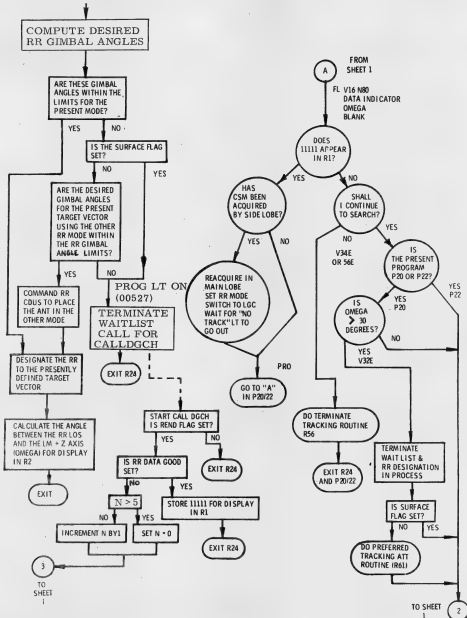 COMPUTE DESIRED
RR GIMBAL ANGLES
ARE THESE GIMBAL
ANGLES WITHIN THE
LIMITS FOR THE
PRESENT MODE?
YES
NO
IS THE SURFACE FLAG
SET?
NO
YES
ARE THE DESIRED
GIMBAL ANGLES
FOR THE PRESENT
TARGET VECTOR
USING THE OTHER
RR MODE WITHIN
THE RR GIMBAL
ANGLE LIMITS?
YES
NO
COMMAND RR
CDUS TO PLACE
THE ANT IN THE
OTHER MODE
PROG LT ON
(00527)
TERMINATE
WAITLIST
CALL FOR
CALLDGCH
EXIT R24
DESIGNATE THE RR
TO THE PRESENTLY
DEFINED TARGET
VECTOR
CALCULATE THE ANGLE
BETWEEN THE RR LOS
AND THE LM + Z AXIS
(OMEGA) FOR DISPLAY
IN R2
EXIT
START CALL DGCH
IS REND FLAG SET?
YES
NO
EXIT R24
IS RR DATA GOOD
SET?
NO
YES
N > 5
NO
YES
INCREMENT N BY 1
SET N = 0
STORE 11111 FOR DISPLAY
IN R1
EXIT R24
3
TO
SHEET
1
A
FROM
SHEET 1
FL V16 N80
DATA INDICATOR
OMEGA
BLANK
DOES
11111 APPEAR
IN R1?
YES
NO
HAS
CSM BEEN
ACQUIRED
BY SIDE LOBE?
YES
NO
REACQUIRE IN
MAIN LOBE
SET RR MODE
SWITCH TO LGC
WAIT FOR "NO
TRACK" LT TO
GO OUT
PRO
GO TO "A"
IN P20/22
SHALL
I CONTINUE
TO SEARCH?
NO
YES
V34E
OR 56E
IS
THE PRESENT
PROGRAM
P20 OR P22?
YES
P20
YES
P22
IS
OMEGA
> 30
DEGREES?
NO
YES
V32E
DO TERMINATE
TRACKING ROUTINE
R56
EXIT R24
AND P20/22
TERMINATE
WAIT LIST &
RR DESIGNATION
IN PROCESS
IS SURFACE
FLAG SET?
NO
YES
DO PREFERRED
TRACKING ATT
ROUTINE (R61)
TO SHEET
1
2